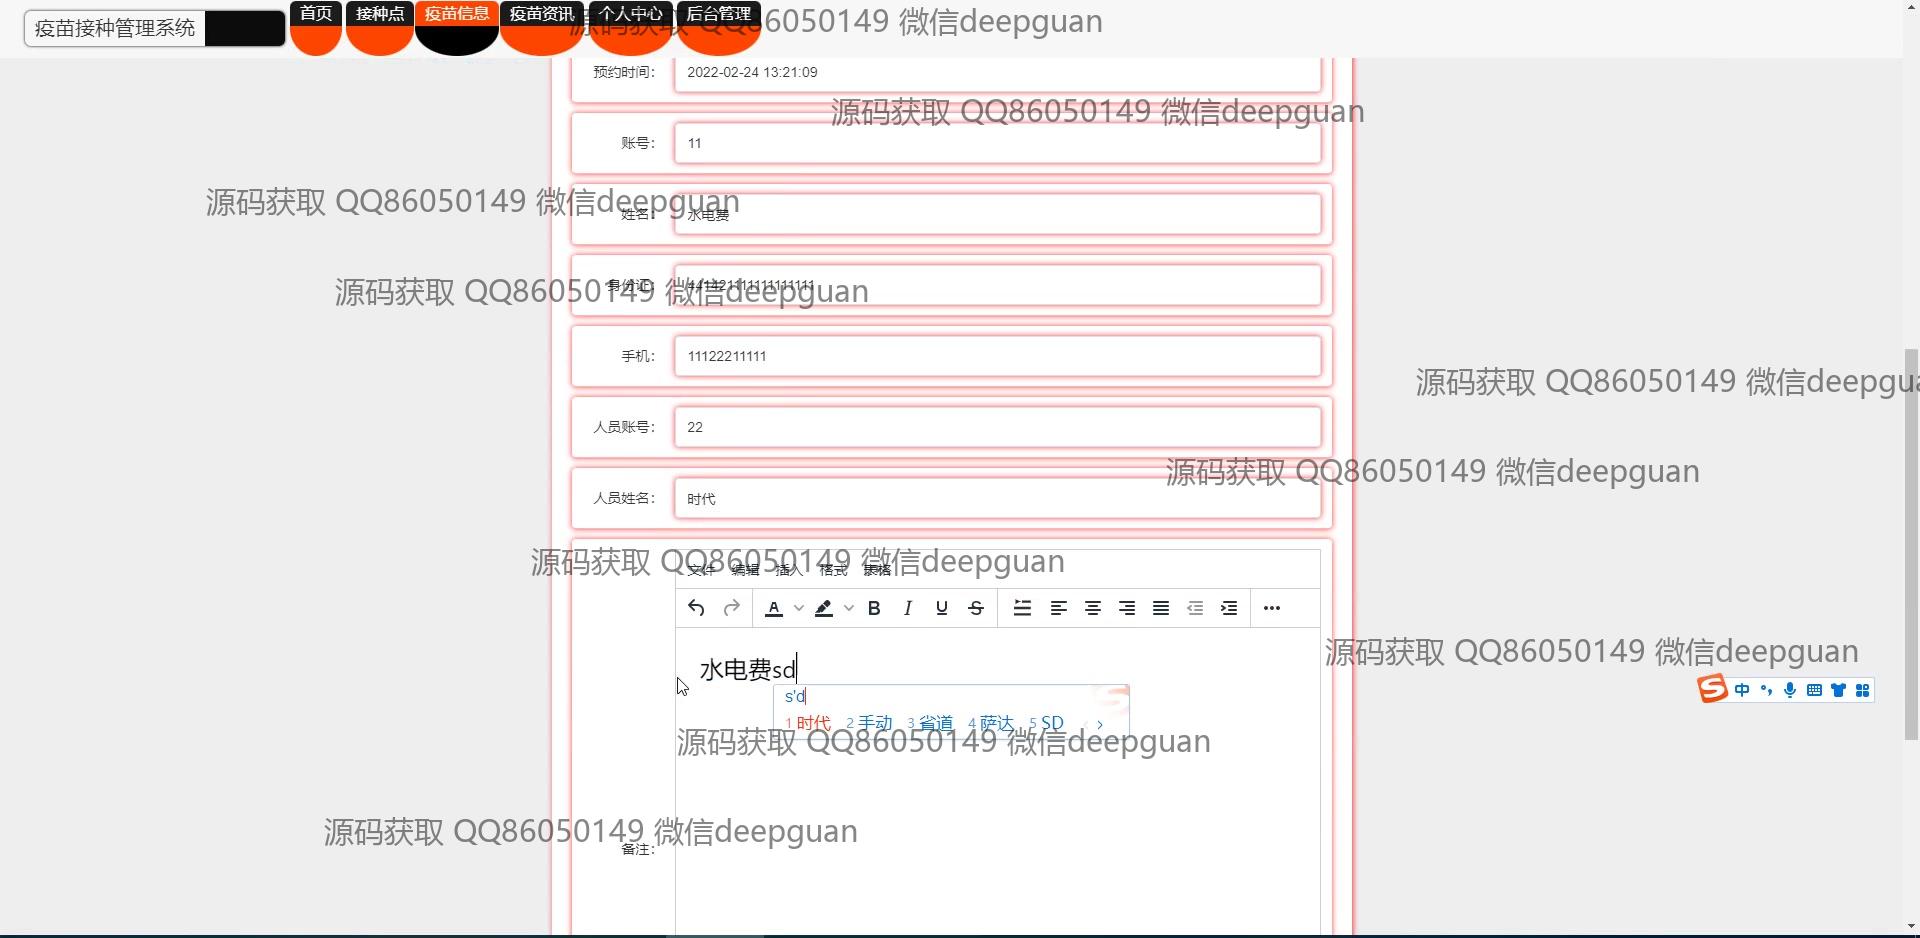 疫苗接种管理系统
首页 接种点 疫苗信息 疫苗资讯 个人中心 后台管理
源码获取 QQ86050149 微信deepguan
预约时间: 2022-02-24 13:21:09
源码获取 QQ86050149 微信deepguan
账号: 11
源码获取 QQ86050149 微信deepguan
姓名: 水电费
身份证: 441421111111111111
源码获取 QQ86050149 微信deepguan
手机: 11122211111
源码获取 QQ86050149 微信deepgua
人员账号: 22
源码获取 QQ86050149 微信deepguan
人员姓名: 时代
源码获取 QQ86050149 微信deepguan
文件 编辑 插入 格式 表格
A B I U S
源码获取 QQ86050149 微信deepguan
水电费sd
s'd
1 时代 2 手动 3 省道 4 萨达 5 SD
中
源码获取 QQ86050149 微信deepguan
源码获取 QQ86050149 微信deepguan
备注: